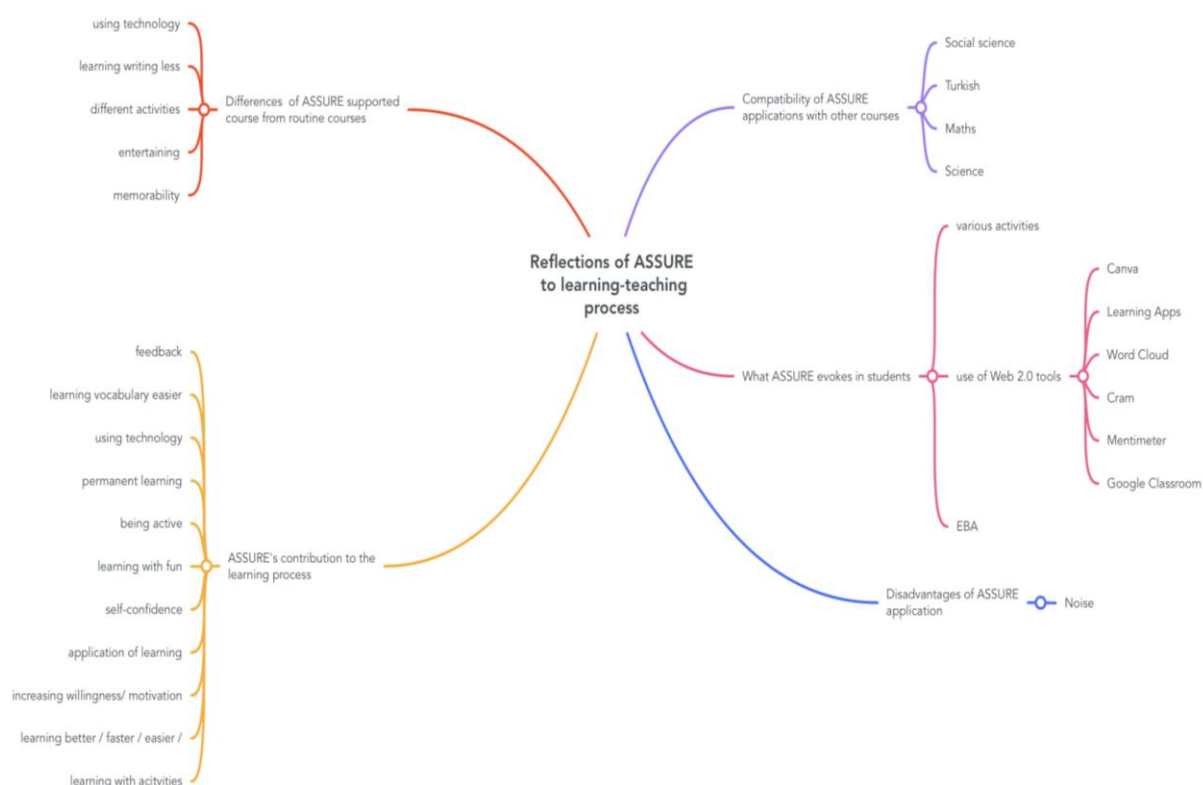 Reflections of ASSURE
to learning-teaching
process
using technology
learning writing less
different activities
entertaining
memorability
Differences of ASSURE supported
course from routine courses
feedback
learning vocabulary easier
using technology
permanent learning
being active
learning with fun
self-confidence
application of learning
increasing willingness/ motivation
learning better / faster / easier /
learning with acitvities
ASSURE's contribution to the
learning process
Compatibility of ASSURE
applications with other courses
Social science
Turkish
Maths
Science
What ASSURE evokes in students
various activities
use of Web 2.0 tools
EBA
Canva
Learning Apps
Word Cloud
Cram
Mentimeter
Google Classroom
Disadvantages of ASSURE
application
Noise